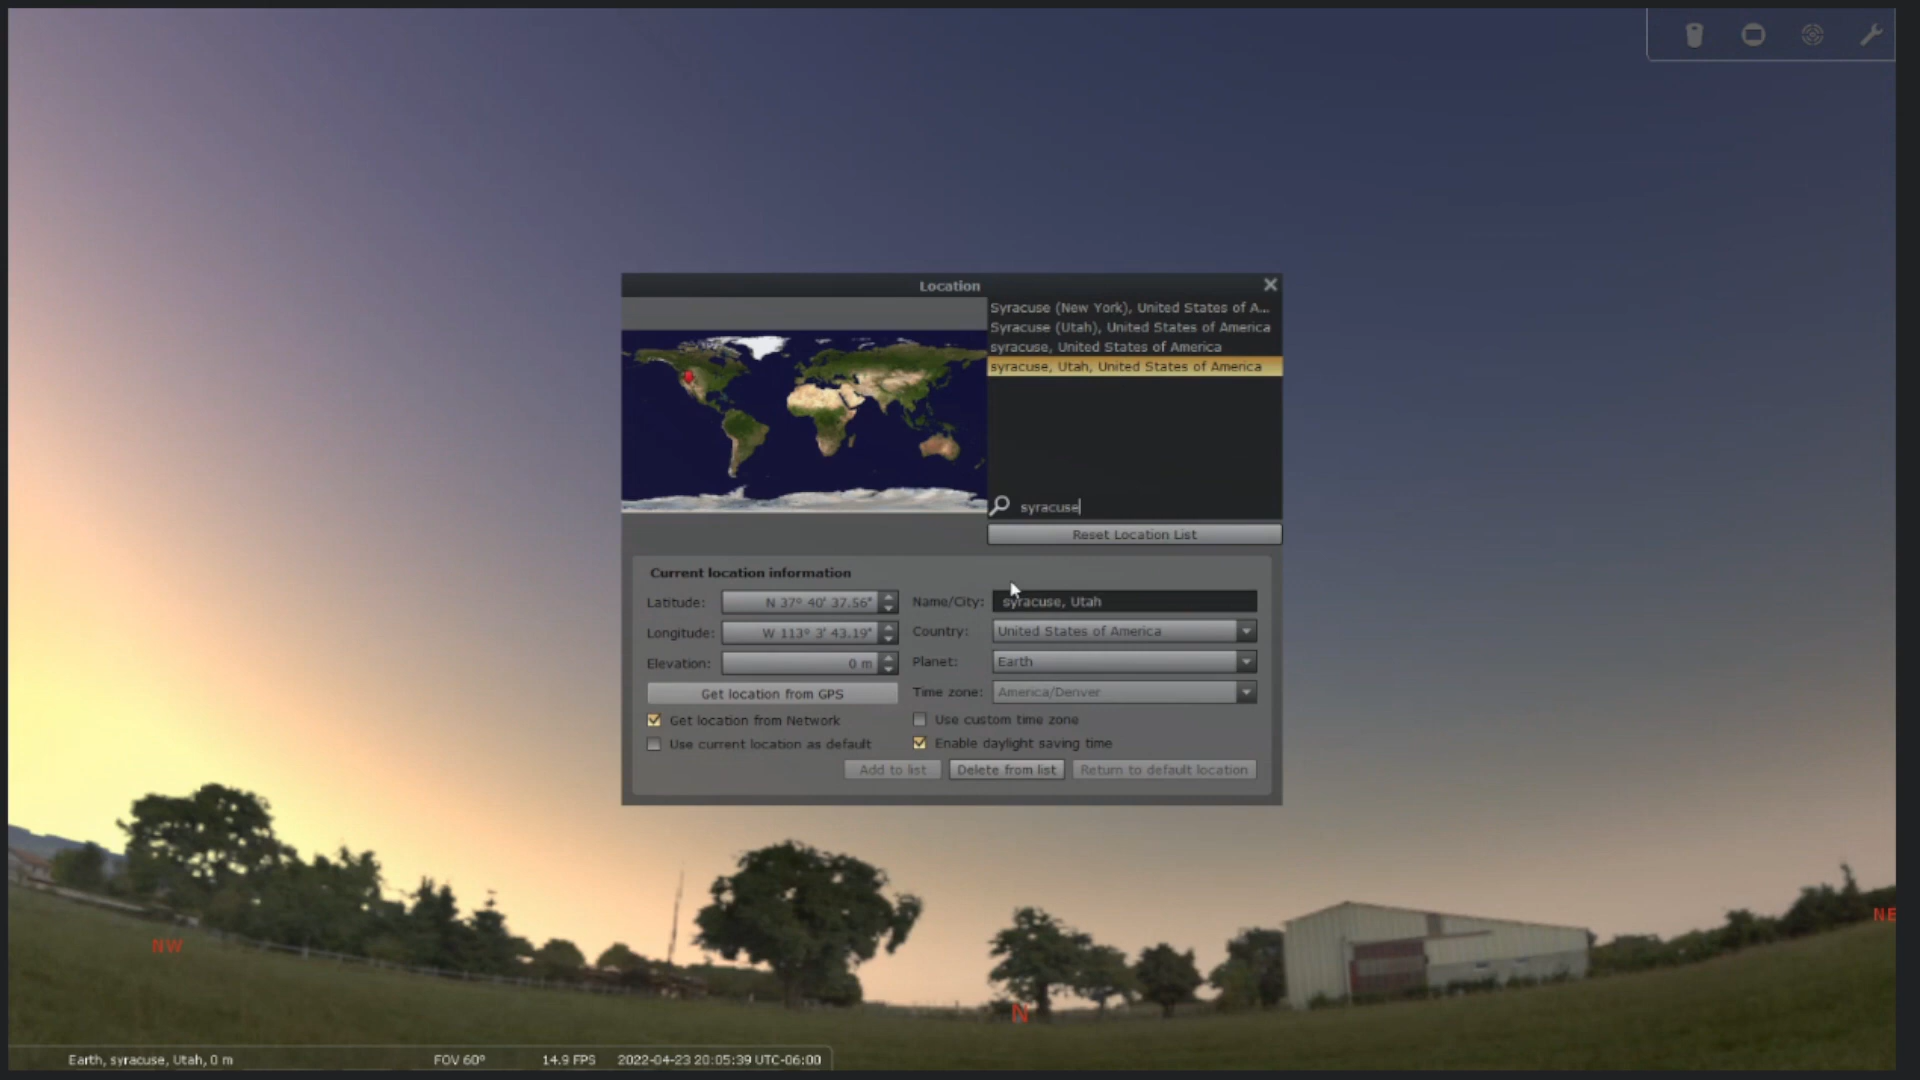 Location
Syracuse (New York), United States of A...
Syracuse (Utah), United States of America
syracuse, United States of America
syracuse, Utah, United States of America
syracuse
Reset Location List
Current location information
Latitude: N 37° 40' 37.56"
Name/City: syracuse, Utah
Longitude: W 113° 3' 43.19"
Country: United States of America
Elevation: 0 m
Planet: Earth
Get location from GPS
Time zone: America/Denver
Get location from Network
Use custom time zone
Use current location as default
Enable daylight saving time
Add to list
Delete from list
Return to default location
NE
NW
N
Earth, syracuse, Utah, 0 m
FOV 60°
14.9 FPS
2022-04-23 20:05:39 UTC-06:00